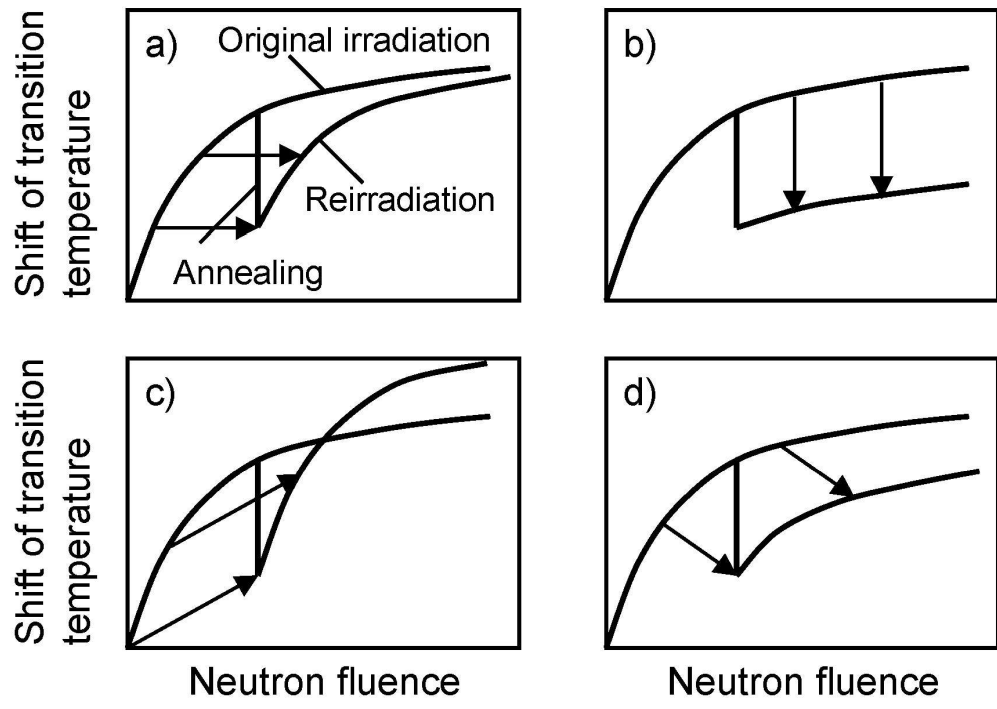 Shift of transition
temperature
a)
Original irradiation
Reirradiation
Annealing
b)
Shift of transition
temperature
c)
d)
Neutron fluence
Neutron fluence